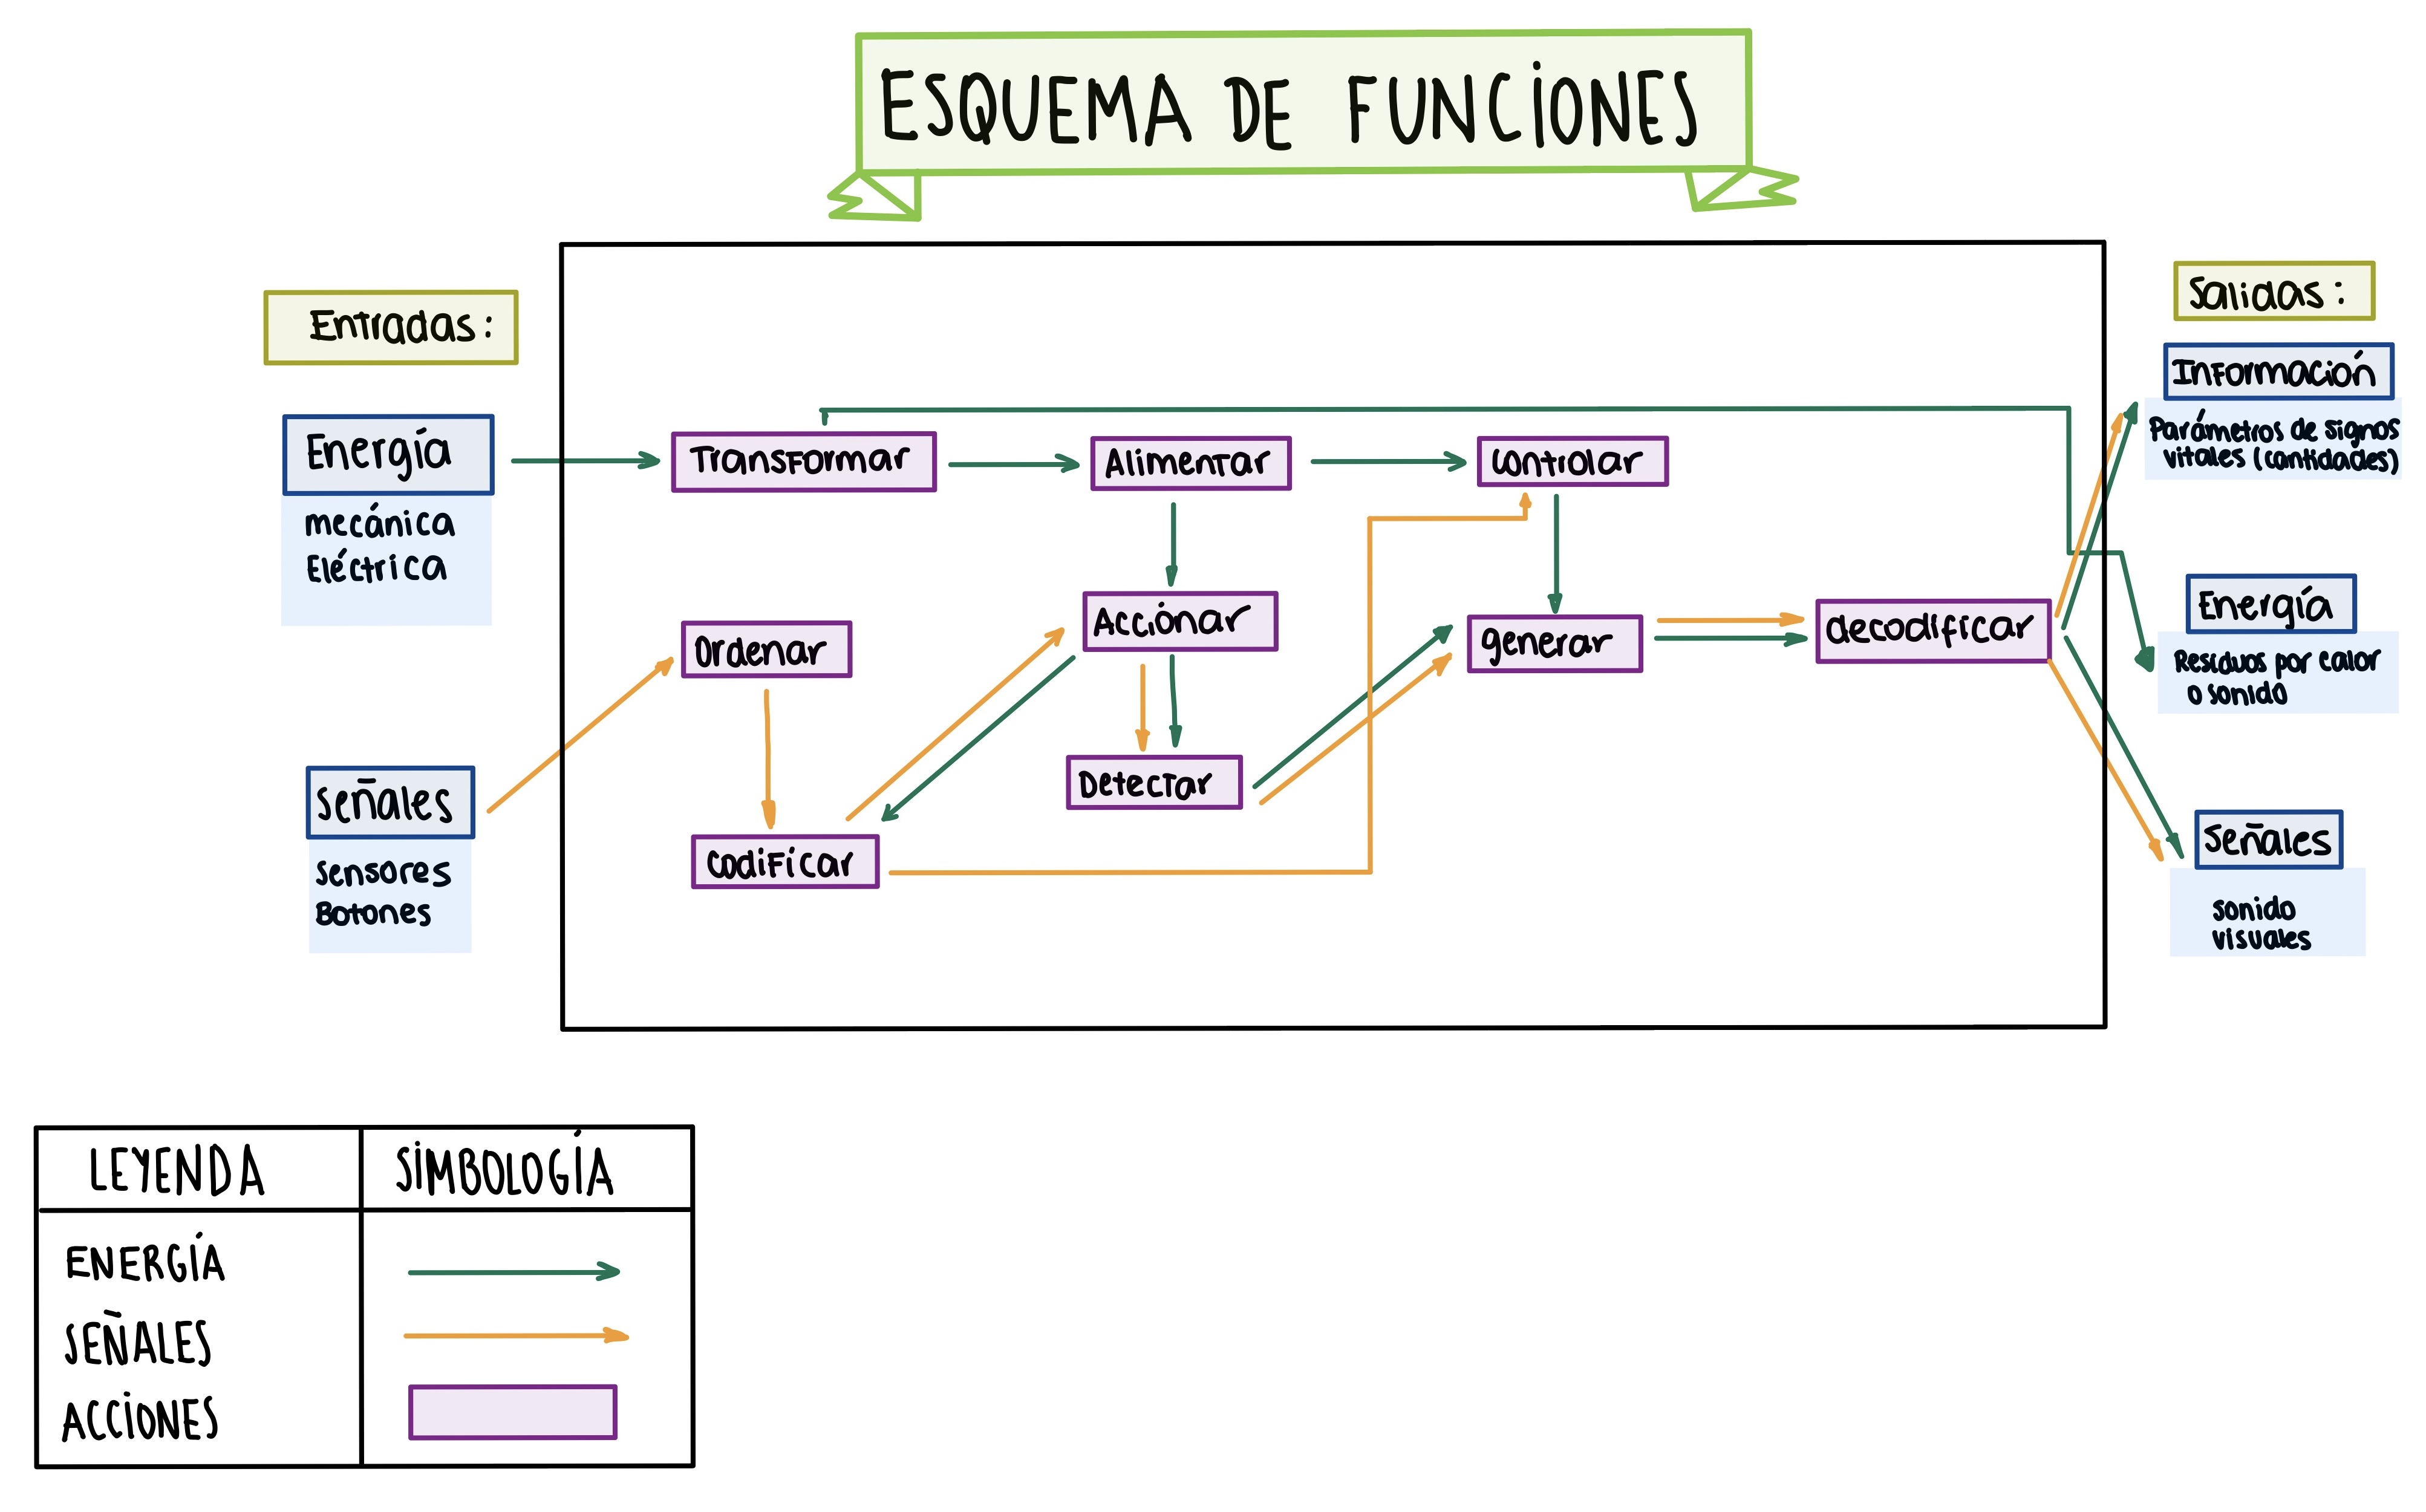 ESQUEMA DE FUNCIONES
Entradas:
Energía
mecánica
Eléctrica
Señales
sensores
Botones
Transformar
Alimentar
Controlar
Ordenar
Accionar
generar
decodificar
Detectar
Codificar
Salidas:
Información
Parámetros de signos
vitales (cantidades)
Energía
Residuos por calor
o sonido
Señales
sonido
visuales
LEYENDA
SIMBOLOGÍA
ENERGÍA
SEÑALES
ACCIONES